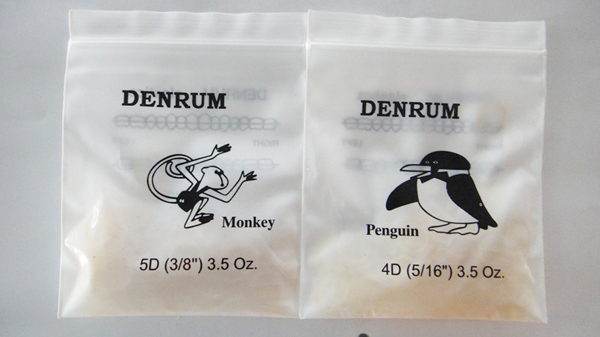 DENRUM
Monkey
5D (3/8") 3.5 Oz.
DENRUM
Penguin
4D (5/16") 3.5 Oz.